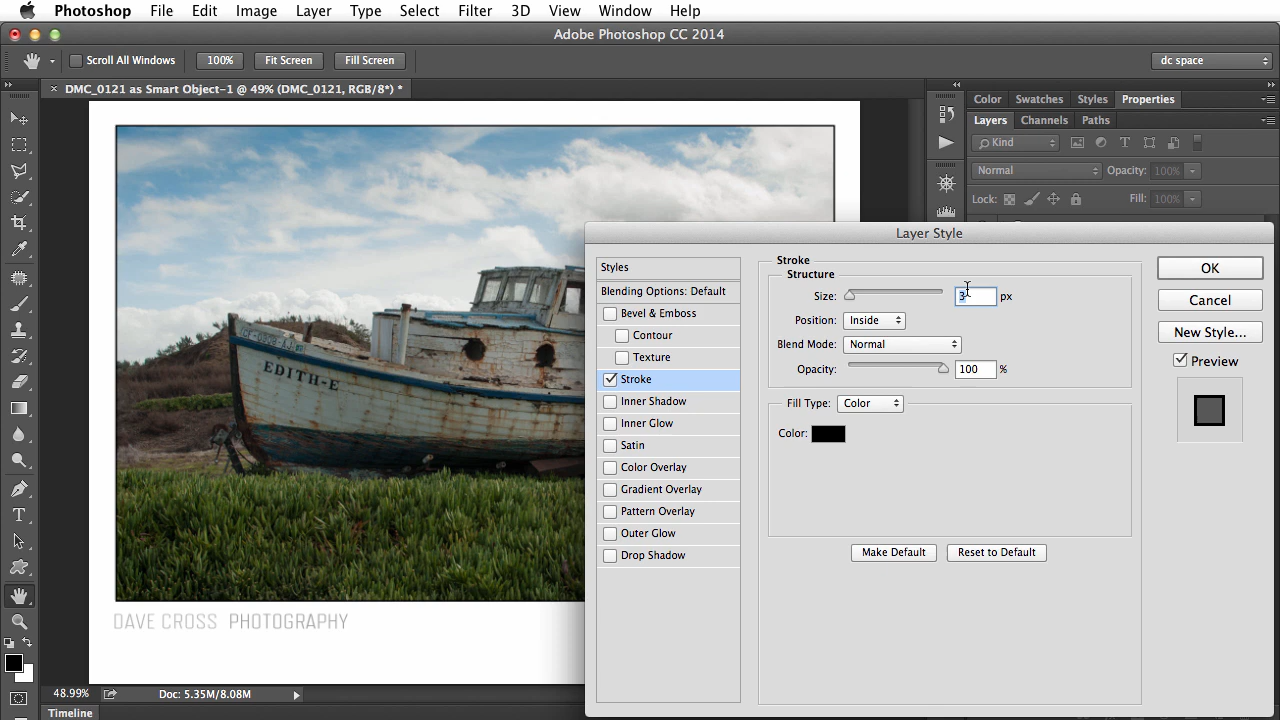 Photoshop File Edit Image Layer Type Select Filter 3D View Window Help
Adobe Photoshop CC 2014
Scroll All Windows 100% Fit Screen Fill Screen dc space
× DMC_0121 as Smart Object-1 @ 49% (DMC_0121, RGB/8*) *
Color Swatches Styles Properties
Layers Channels Paths
Kind
Normal Opacity: 100%
Lock: Fill: 100%
Layer Style
Styles
Blending Options: Default
Bevel & Emboss
Contour
Texture
Stroke
Inner Shadow
Inner Glow
Satin
Color Overlay
Gradient Overlay
Pattern Overlay
Outer Glow
Drop Shadow
Stroke
Structure
Size: 3 px
Position: Inside
Blend Mode: Normal
Opacity: 100 %
Fill Type: Color
Color:
Make Default Reset to Default
OK
Cancel
New Style...
Preview
EDITH-E
DAVE CROSS PHOTOGRAPHY
48.99% Doc: 5.35M/8.08M
Timeline